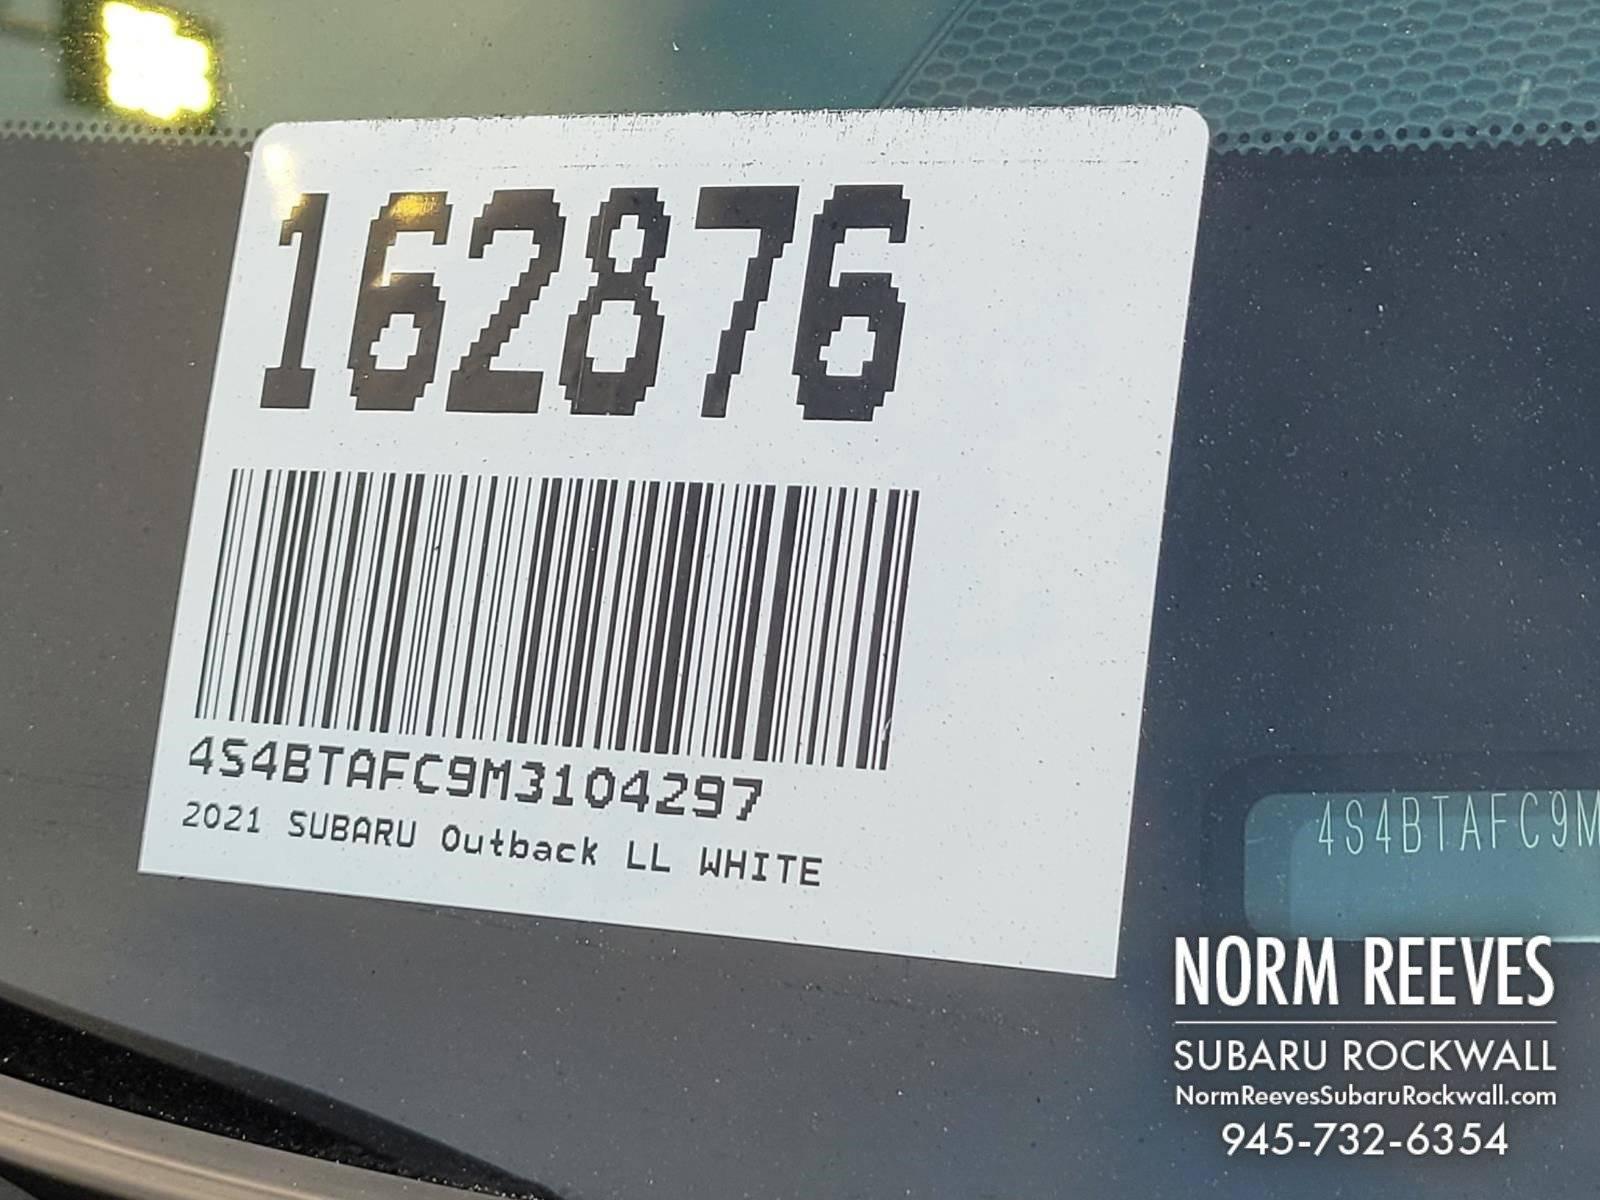 162876
4S4BTAFC9M3104297
2021 SUBARU Outback LL WHITE
4S4BTAFC9M
NORM REEVES
SUBARU ROCKWALL
NormReevesSubaruRockwall.com
945-732-6354